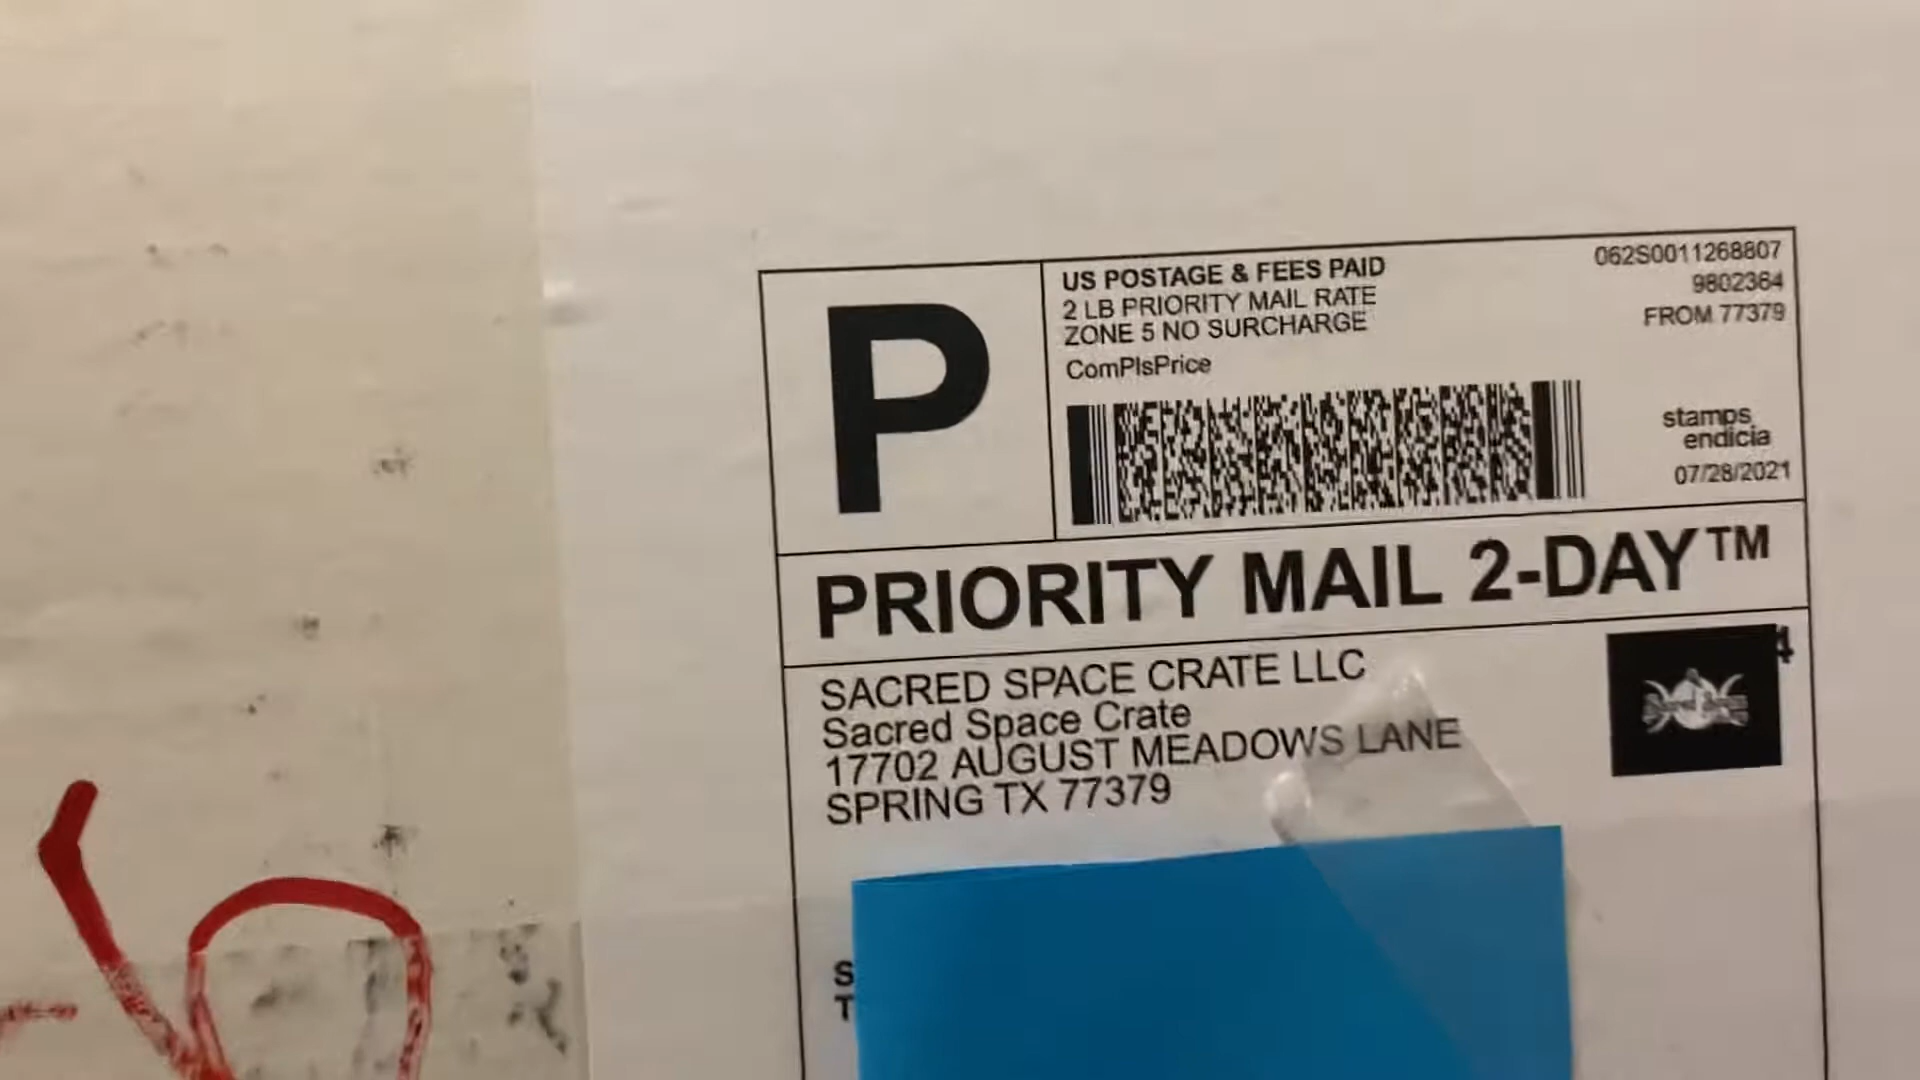 P
US POSTAGE & FEES PAID
2 LB PRIORITY MAIL RATE
ZONE 5 NO SURCHARGE
ComPlsPrice
062S0011268807
9802364
FROM 77379
stamps
endicia
07/28/2021
PRIORITY MAIL 2-DAY™
SACRED SPACE CRATE LLC
Sacred Space Crate
17702 AUGUST MEADOWS LANE
SPRING TX 77379
4
S
T